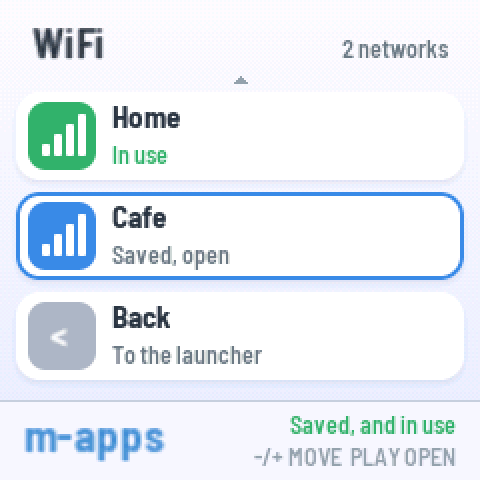 WiFi
2 networks
Home
In use
Cafe
Saved, open
<
Back
To the launcher
m-apps
Saved, and in use
-/+ MOVE PLAY OPEN